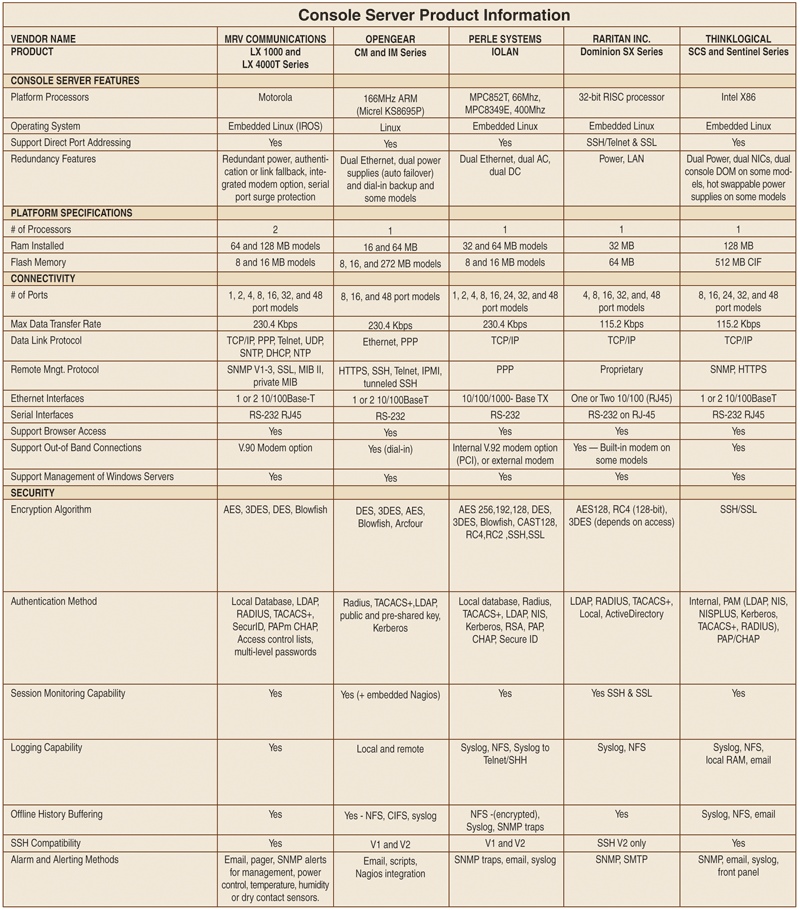 Console Server Product Information
VENDOR NAME MRV COMMUNICATIONS OPENGEAR PERLE SYSTEMS RARITAN INC. THINKLOGICAL
PRODUCT LX 1000 and CM and IM Series IOLAN Dominion SX Series SCS and Sentinel Series
LX 4000T Series
CONSOLE SERVER FEATURES
Platform Processors Motorola 166MHz ARM MPC852T, 66Mhz, 32-bit RISC processor Intel X86
(Micrel KS8695P) MPC8349E, 400Mhz
Operating System Embedded Linux (IROS) Linux Embedded Linux Embedded Linux Embedded Linux
Support Direct Port Addressing Yes Yes Yes SSH/Telnet & SSL Yes
Redundancy Features Redundant power, authenti- Dual Ethernet, dual power Dual Ethernet, dual AC, Power, LAN Dual Power, dual NICs, dual
cation or link fallback, inte- supplies (auto failover) dual DC console DOM on some mod-
grated modem option, serial and dial-in backup and els, hot swappable power
port surge protection some models supplies on some models
PLATFORM SPECIFICATIONS
# of Processors 2 1 1 1 1
Ram Installed 64 and 128 MB models 16 and 64 MB 32 and 64 MB models 32 MB 128 MB
Flash Memory 8 and 16 MB models 8, 16, and 272 MB models 8 and 16 MB models 64 MB 512 MB CIF
CONNECTIVITY
# of Ports 1, 2, 4, 8, 16, 32, and 48 8, 16, and 48 port models 1, 2, 4, 8, 16, 24, 32, and 48 4, 8, 16, 32, and, 48 8, 16, 24, 32, and 48
port models port models port models port models
Max Data Transfer Rate 230.4 Kbps 230.4 Kbps 230.4 Kbps 115.2 Kbps 115.2 Kbps
Data Link Protocol TCP/IP, PPP, Telnet, UDP, Ethernet, PPP TCP/IP TCP/IP TCP/IP
SNTP, DHCP, NTP
Remote Mngt. Protocol SNMP V1-3, SSL, MIB II, HTTPS, SSH, Telnet, IPMI, PPP Proprietary SNMP, HTTPS
private MIB tunneled SSH
Ethernet Interfaces 1 or 2 10/100Base-T 1 or 2 10/100BaseT 10/100/1000- Base TX One or Two 10/100 (RJ45) 1 or 2 10/100BaseT
Serial Interfaces RS-232 RJ45 RS-232 RS-232 RS-232 on RJ-45 RS-232 RJ45
Support Browser Access Yes Yes Yes Yes Yes
Support Out-of Band Connections V.90 Modem option Yes (dial-in) Internal V.92 modem option Yes — Built-in modem on Yes
(PCI), or external modem some models
Support Management of Windows Servers Yes Yes Yes Yes Yes
SECURITY
Encryption Algorithm AES, 3DES, DES, Blowfish DES, 3DES, AES, AES 256,192,128, DES, AES128, RC4 (128-bit), SSH/SSL
Blowfish, Arcfour 3DES, Blowfish, CAST128, 3DES (depends on access)
RC4,RC2 ,SSH,SSL
Authentication Method Local Database, LDAP, Radius, TACACS+,LDAP, Local database, Radius, LDAP, RADIUS, TACACS+, Internal, PAM (LDAP, NIS,
RADIUS, TACACS+, public and pre-shared key, TACACS+, LDAP, NIS, Local, ActiveDirectory NISPLUS, Kerberos,
SecurID, PAPm CHAP, Kerberos Kerberos, RSA, PAP, TACACS+, RADIUS),
Access control lists, CHAP, Secure ID PAP/CHAP
multi-level passwords
Session Monitoring Capability Yes Yes (+ embedded Nagios) Yes Yes SSH & SSL Yes
Logging Capability Yes Local and remote Syslog, NFS, Syslog to Syslog, NFS Syslog, NFS,
Telnet/SHH local RAM, email
Offline History Buffering Yes Yes - NFS, CIFS, syslog NFS -(encrypted), Yes Syslog, NFS, email
Syslog, SNMP traps
SSH Compatibility Yes V1 and V2 V1 and V2 SSH V2 only Yes
Alarm and Alerting Methods Email, pager, SNMP alerts Email, scripts, SNMP traps, email, syslog SNMP, SMTP SNMP, email, syslog,
for management, power Nagios integration front panel
control, temperature, humidity
or dry contact sensors.